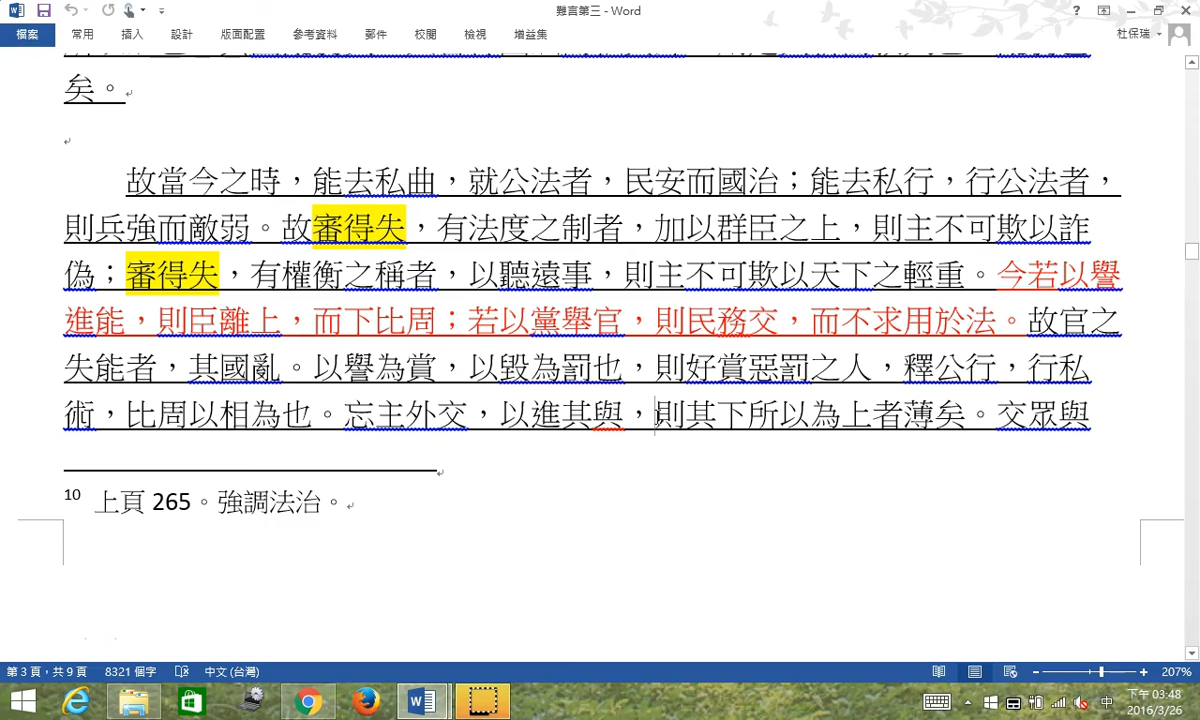 難言第三 - Word
檔案 常用 插入 設計 版面配置 參考資料 郵件 校閱 檢視 增益集 杜保瑞
矣。
故當今之時，能去私曲，就公法者，民安而國治；能去私行，行公法者，
則兵強而敵弱。故審得失，有法度之制者，加以群臣之上，則主不可欺以詐
偽；審得失，有權衡之稱者，以聽遠事，則主不可欺以天下之輕重。今若以譽
進能，則臣離上，而下比周；若以黨舉官，則民務交，而不求用於法。故官之
失能者，其國亂。以譽為賞，以毀為罰也，則好賞惡罰之人，釋公行，行私
術，比周以相為也。忘主外交，以進其與，則其下所以為上者薄矣。交眾與
10 上頁 265。強調法治。
第 3 頁，共 9 頁 8321 個字 中文 (台灣) 207%
中 下午 03:48
2016/3/26